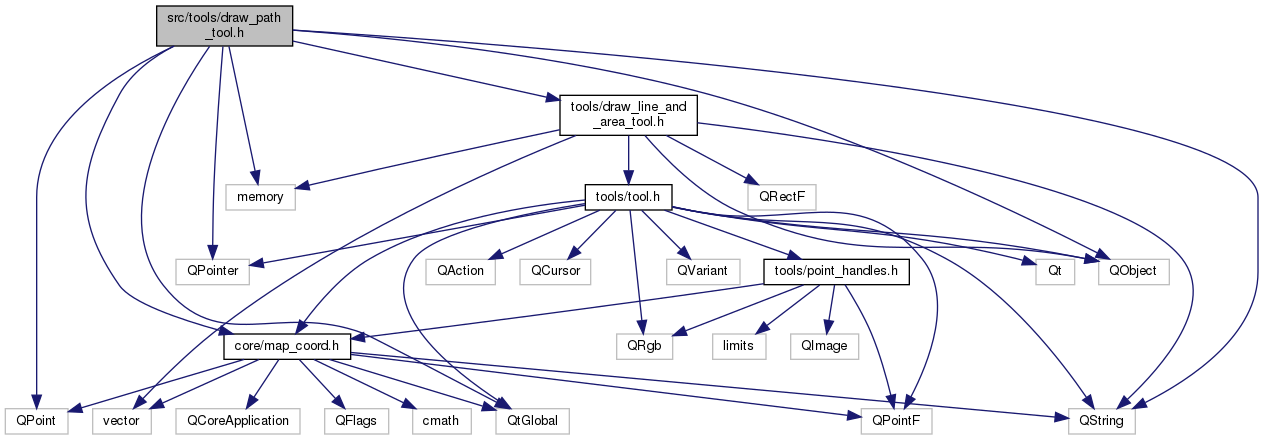 src/tools/draw_path
_tool.h
tools/draw_line_and
_area_tool.h
memory
tools/tool.h
QRectF
QPointer
QAction
QCursor
QVariant
tools/point_handles.h
Qt
QObject
core/map_coord.h
QRgb
limits
QImage
QPoint
vector
QCoreApplication
QFlags
cmath
QtGlobal
QPointF
QString